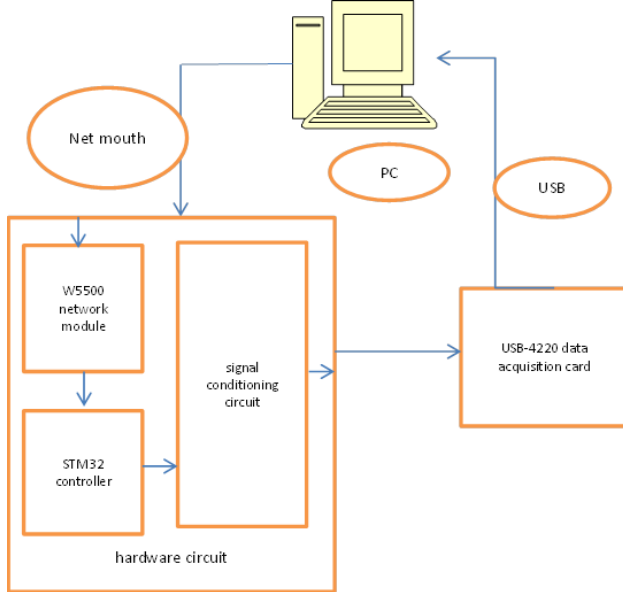 Net mouth
PC
USB
W5500
network
module
signal
conditioning
circuit
USB-4220 data
acquisition card
STM32
controller
hardware circuit